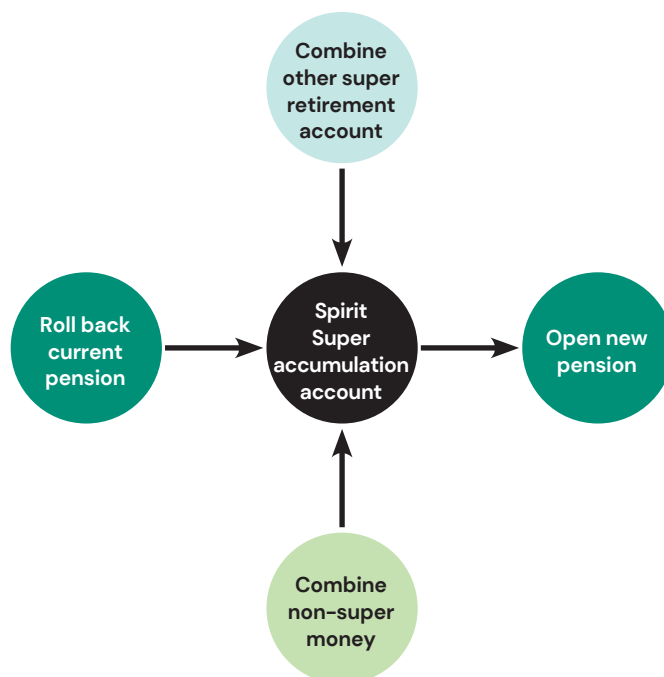 Combine
other super
retirement
account
Roll back
current
pension
Spirit
Super
accumulation
account
Open new
pension
Combine
non-super
money